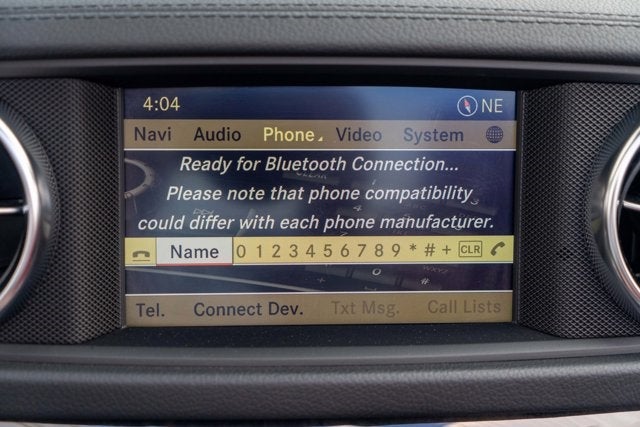 4:04 NE
Navi Audio Phone Video System
Ready for Bluetooth Connection...
Please note that phone compatibility
could differ with each phone manufacturer.
Name 0 1 2 3 4 5 6 7 8 9 * # + CLR
Tel. Connect Dev. Txt Msg. Call Lists